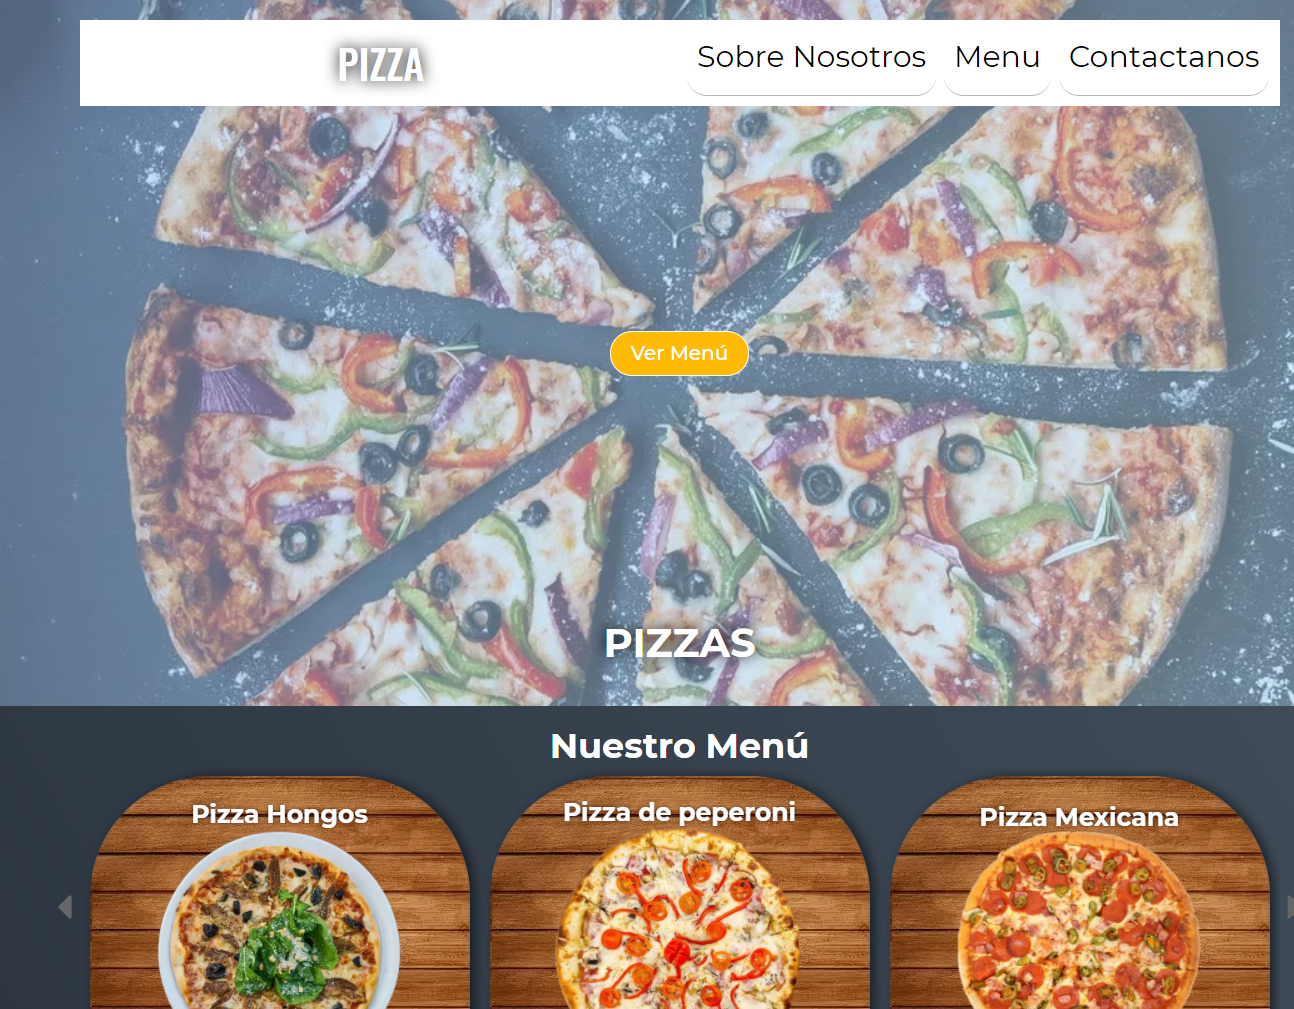 PIZZA
Sobre Nosotros Menu Contactanos
Ver Menú
PIZZAS
Nuestro Menú
Pizza Hongos
Pizza de peperoni
Pizza Mexicana